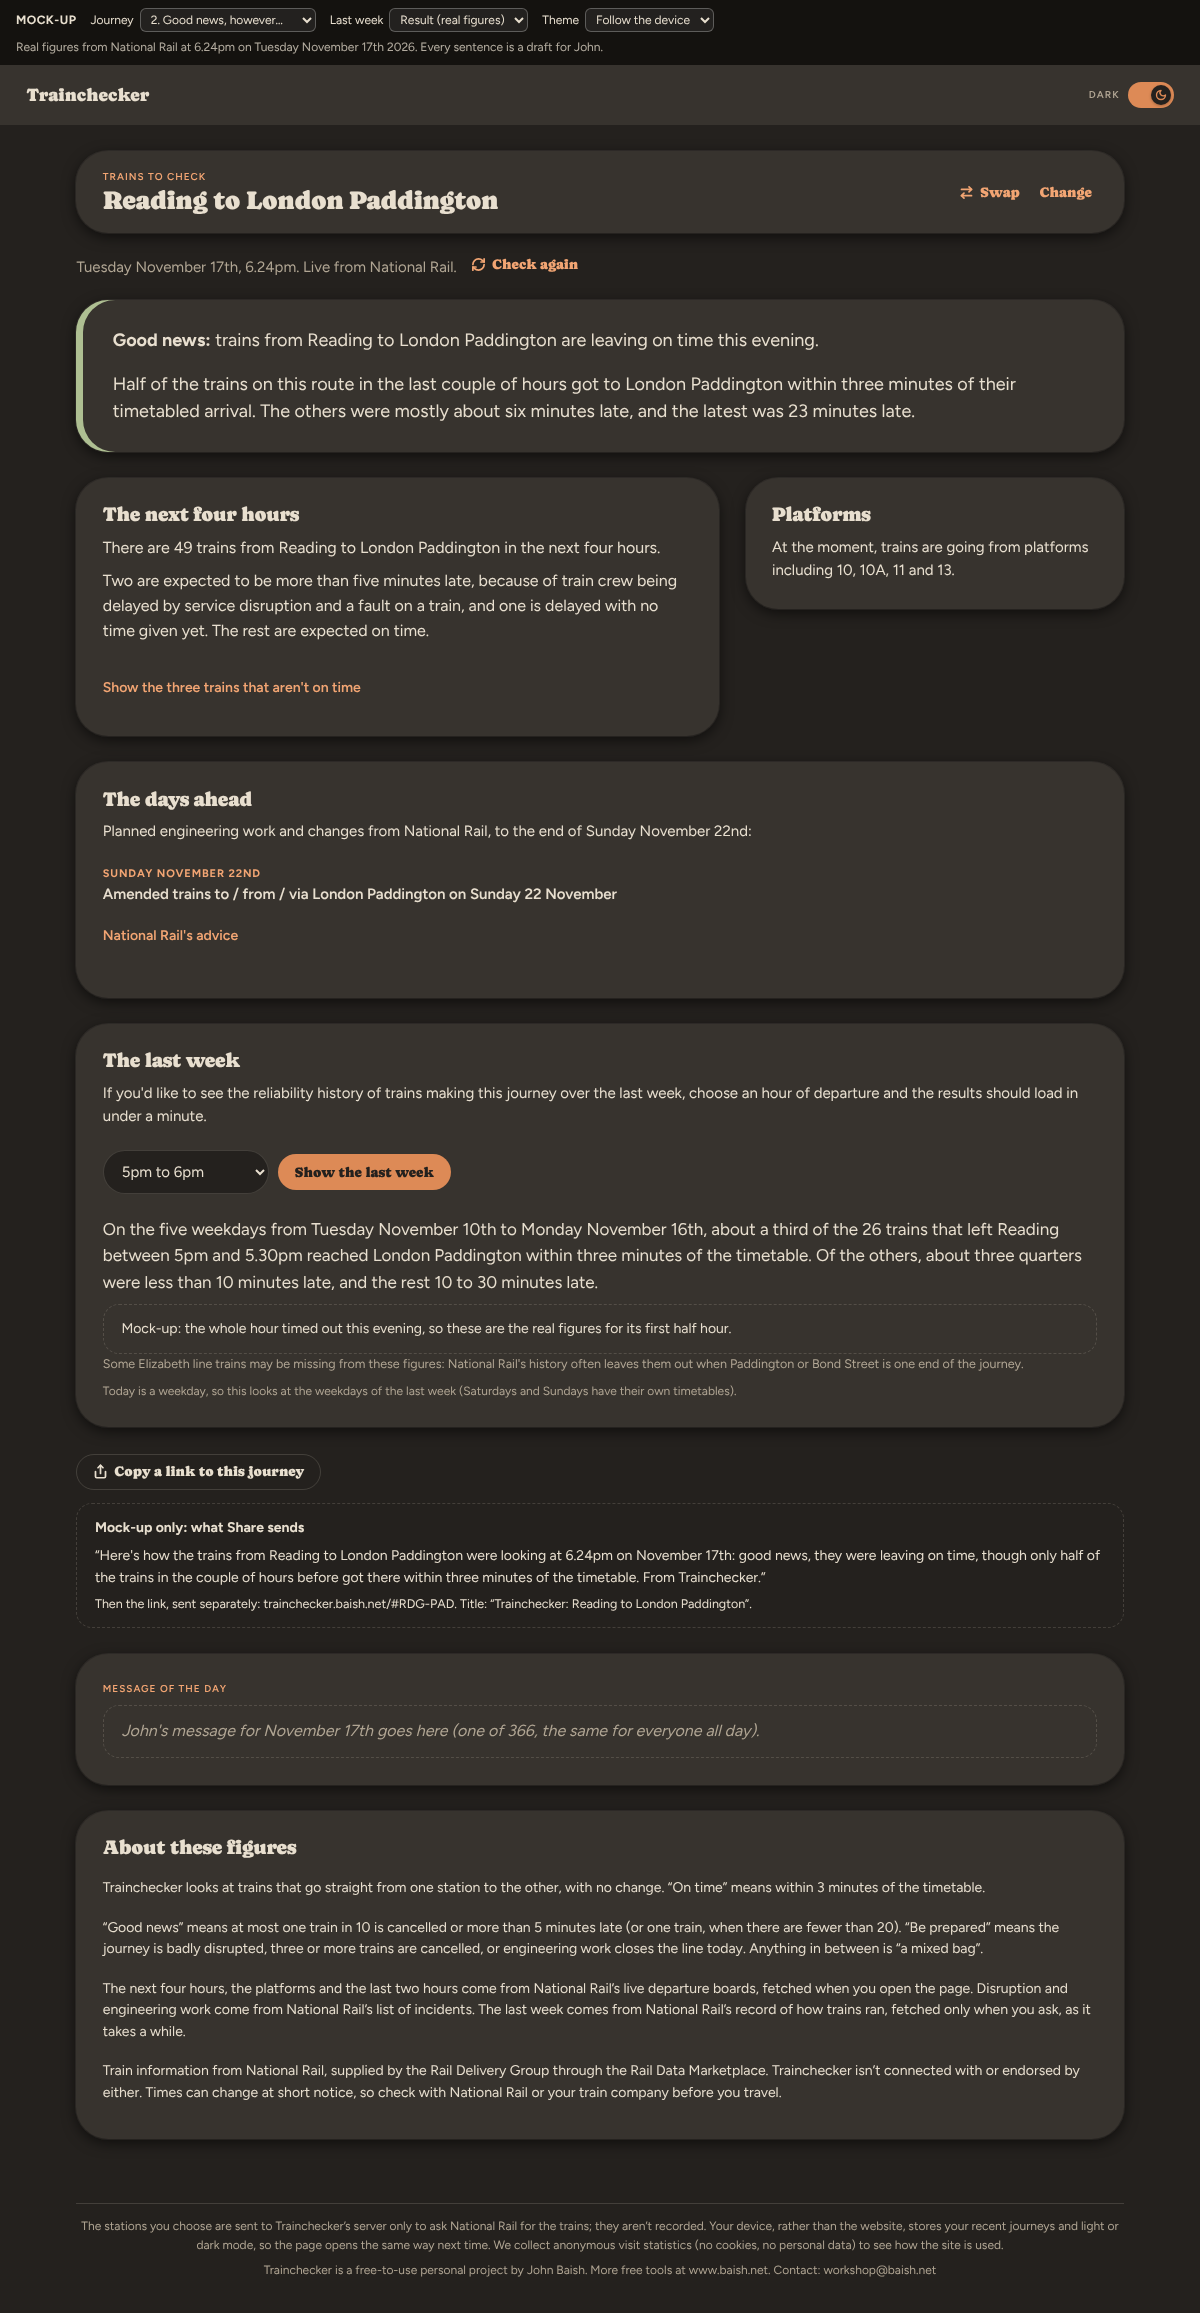 MOCK-UP Journey 2. Good news, however... Last week Result (real figures) Theme Follow the device
Real figures from National Rail at 6.24pm on Tuesday November 17th 2026. Every sentence is a draft for John.
Trainchecker
DARK
TRAINS TO CHECK
Reading to London Paddington
Swap
Change
Tuesday November 17th, 6.24pm. Live from National Rail.
Check again
Good news: trains from Reading to London Paddington are leaving on time this evening.
Half of the trains on this route in the last couple of hours got to London Paddington within three minutes of their
timetabled arrival. The others were mostly about six minutes late, and the latest was 23 minutes late.
The next four hours
There are 49 trains from Reading to London Paddington in the next four hours.
Two are expected to be more than five minutes late, because of train crew being
delayed by service disruption and a fault on a train, and one is delayed with no
time given yet. The rest are expected on time.
Show the three trains that aren't on time
Platforms
At the moment, trains are going from platforms
including 10, 10A, 11 and 13.
The days ahead
Planned engineering work and changes from National Rail, to the end of Sunday November 22nd:
SUNDAY NOVEMBER 22ND
Amended trains to / from / via London Paddington on Sunday 22 November
National Rail's advice
The last week
If you'd like to see the reliability history of trains making this journey over the last week, choose an hour of departure and the results should load in
under a minute.
5pm to 6pm
Show the last week
On the five weekdays from Tuesday November 10th to Monday November 16th, about a third of the 26 trains that left Reading
between 5pm and 5.30pm reached London Paddington within three minutes of the timetable. Of the others, about three quarters
were less than 10 minutes late, and the rest 10 to 30 minutes late.
Mock-up: the whole hour timed out this evening, so these are the real figures for its first half hour.
Some Elizabeth line trains may be missing from these figures: National Rail's history often leaves them out when Paddington or Bond Street is one end of the journey.
Today is a weekday, so this looks at the weekdays of the last week (Saturdays and Sundays have their own timetables).
Copy a link to this journey
Mock-up only: what Share sends
“Here's how the trains from Reading to London Paddington were looking at 6.24pm on November 17th: good news, they were leaving on time, though only half of
the trains in the couple of hours before got there within three minutes of the timetable. From Trainchecker.”
Then the link, sent separately: trainchecker.baish.net/#RDG-PAD. Title: “Trainchecker: Reading to London Paddington”.
MESSAGE OF THE DAY
John's message for November 17th goes here (one of 366, the same for everyone all day).
About these figures
Trainchecker looks at trains that go straight from one station to the other, with no change. “On time” means within 3 minutes of the timetable.
“Good news” means at most one train in 10 is cancelled or more than 5 minutes late (or one train, when there are fewer than 20). “Be prepared” means the
journey is badly disrupted, three or more trains are cancelled, or engineering work closes the line today. Anything in between is “a mixed bag”.
The next four hours, the platforms and the last two hours come from National Rail’s live departure boards, fetched when you open the page. Disruption and
engineering work come from National Rail’s list of incidents. The last week comes from National Rail’s record of how trains ran, fetched only when you ask, as it
takes a while.
Train information from National Rail, supplied by the Rail Delivery Group through the Rail Data Marketplace. Trainchecker isn’t connected with or endorsed by
either. Times can change at short notice, so check with National Rail or your train company before you travel.
The stations you choose are sent to Trainchecker’s server only to ask National Rail for the trains; they aren’t recorded. Your device, rather than the website, stores your recent journeys and light or
dark mode, so the page opens the same way next time. We collect anonymous visit statistics (no cookies, no personal data) to see how the site is used.
Trainchecker is a free-to-use personal project by John Baish. More free tools at www.baish.net. Contact: workshop@baish.net